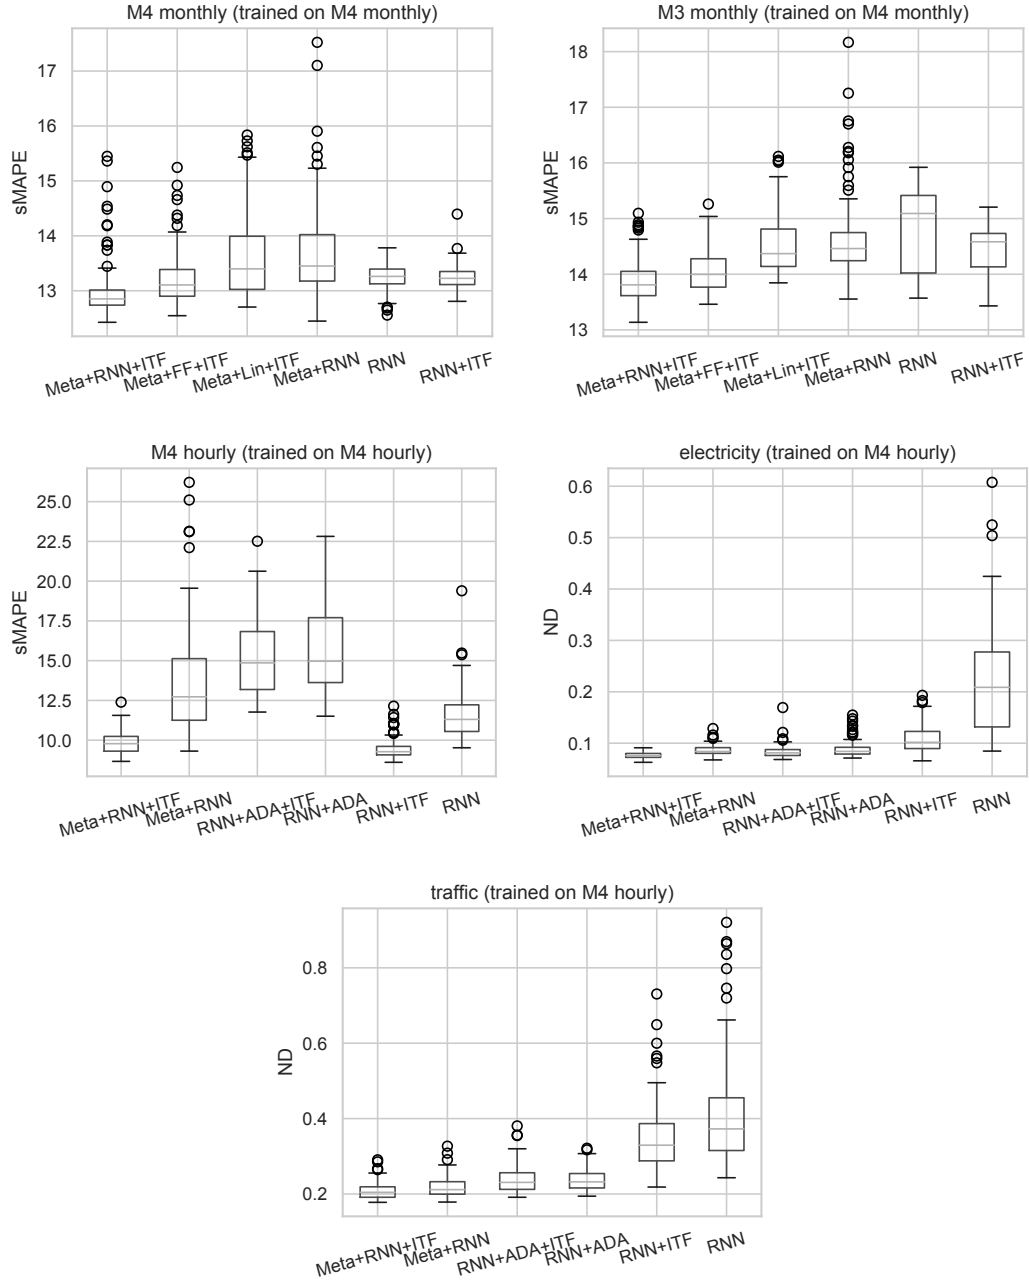 M4 monthly (trained on M4 monthly)
sMAPE
17
16
15
14
13
Meta+RNN+ITF
Meta+FF+ITF
Meta+Lin+ITF
Meta+RNN
RNN
RNN+ITF
M3 monthly (trained on M4 monthly)
sMAPE
18
17
16
15
14
13
Meta+RNN+ITF
Meta+FF+ITF
Meta+Lin+ITF
Meta+RNN
RNN
RNN+ITF
M4 hourly (trained on M4 hourly)
sMAPE
25.0
22.5
20.0
17.5
15.0
12.5
10.0
Meta+RNN+ITF
Meta+RNN
RNN+ADA+ITF
RNN+ADA
RNN+ITF
RNN
electricity (trained on M4 hourly)
ND
0.6
0.5
0.4
0.3
0.2
0.1
Meta+RNN+ITF
Meta+RNN
RNN+ADA+ITF
RNN+ADA
RNN+ITF
RNN
traffic (trained on M4 hourly)
ND
0.8
0.6
0.4
0.2
Meta+RNN+ITF
Meta+RNN
RNN+ADA+ITF
RNN+ADA
RNN+ITF
RNN